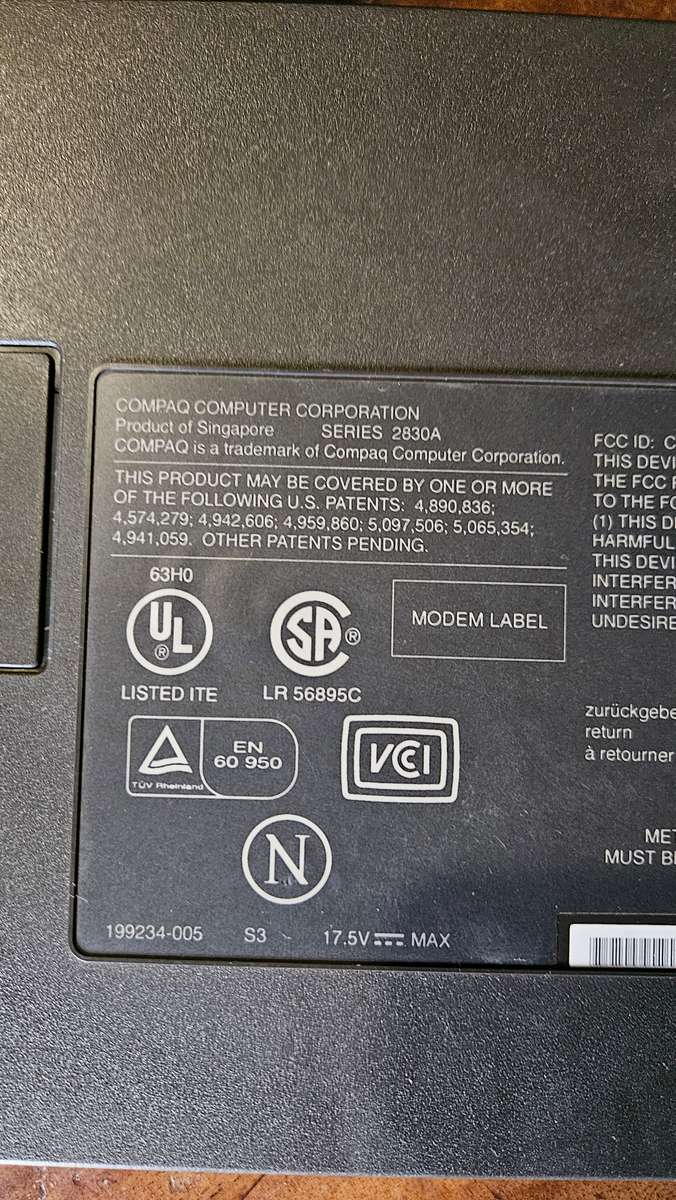 COMPAQ COMPUTER CORPORATION
Product of Singapore SERIES 2830A
COMPAQ is a trademark of Compaq Computer Corporation.
THIS PRODUCT MAY BE COVERED BY ONE OR MORE
OF THE FOLLOWING U.S. PATENTS: 4,890,836;
4,574,279; 4,942,606; 4,959,860; 5,097,506; 5,065,354;
4,941,059. OTHER PATENTS PENDING.
63H0
UL ®
LISTED ITE
SA ®
LR 56895C
MODEM LABEL
TÜV Rheinland
EN
60 950
VCCI
N
199234-005 S3 17.5V MAX
FCC ID: C
THIS DEVI
THE FCC
TO THE FC
(1) THIS D
HARMFUL
THIS DEVI
INTERFER
INTERFER
UNDESIRE
zurückgebe
return
à retourner
MET
MUST BE